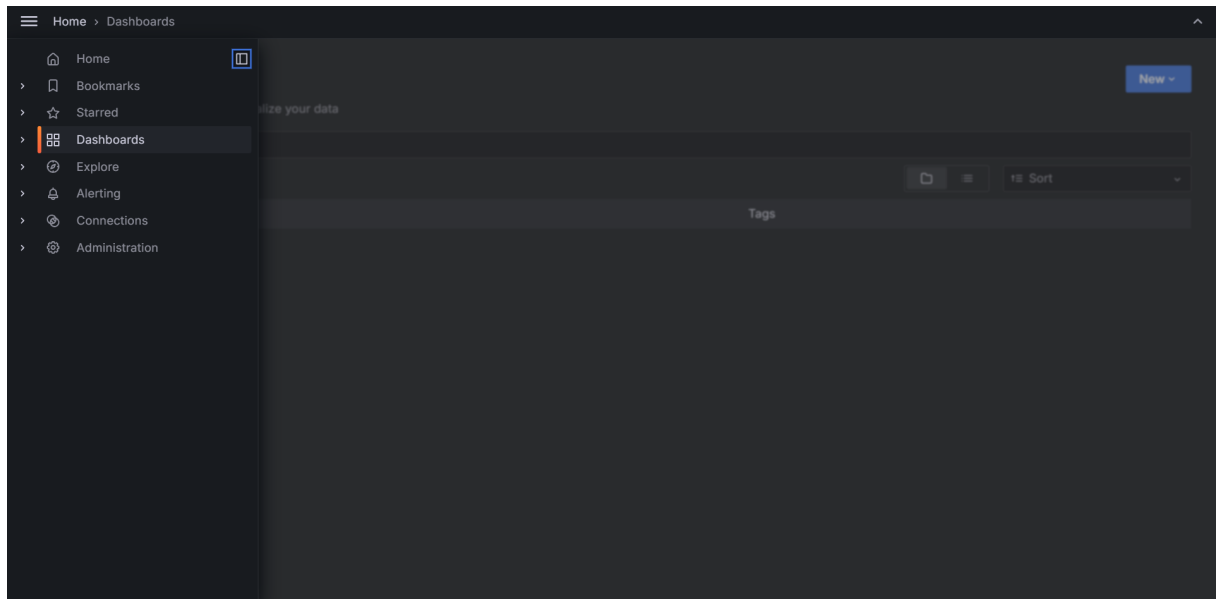 Home › Dashboards
Home
Bookmarks
New
Starred
alize your data
Dashboards
Explore
Sort
Alerting
Tags
Connections
Administration